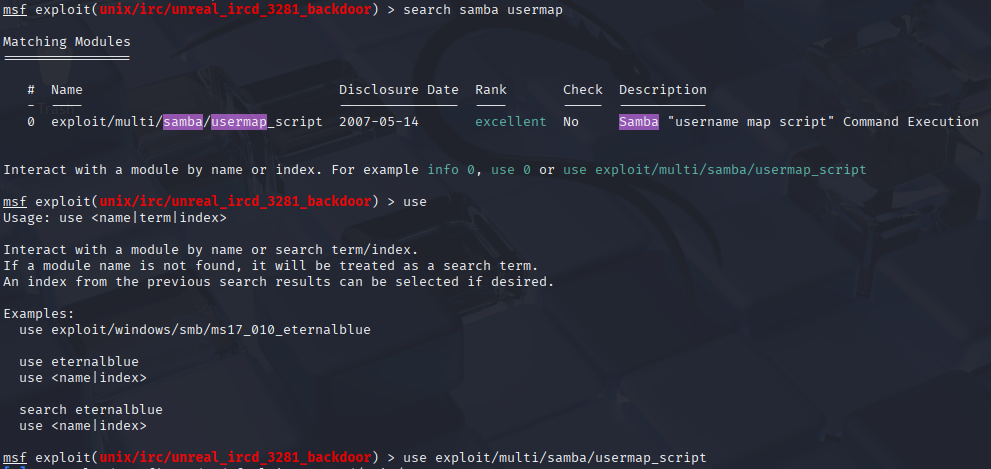 msf exploit(unix/irc/unreal_ircd_3281_backdoor) > search samba usermap
Matching Modules
================
#  Name                                Disclosure Date  Rank       Check  Description
-  ----                                ---------------  ----       -----  -----------
0  exploit/multi/samba/usermap_script  2007-05-14       excellent  No     Samba "username map script" Command Execution
Interact with a module by name or index. For example info 0, use 0 or use exploit/multi/samba/usermap_script
msf exploit(unix/irc/unreal_ircd_3281_backdoor) > use
Usage: use <name|term|index>
Interact with a module by name or search term/index.
If a module name is not found, it will be treated as a search term.
An index from the previous search results can be selected if desired.
Examples:
use exploit/windows/smb/ms17_010_eternalblue
use eternalblue
use <name|index>
search eternalblue
use <name|index>
msf exploit(unix/irc/unreal_ircd_3281_backdoor) > use exploit/multi/samba/usermap_script